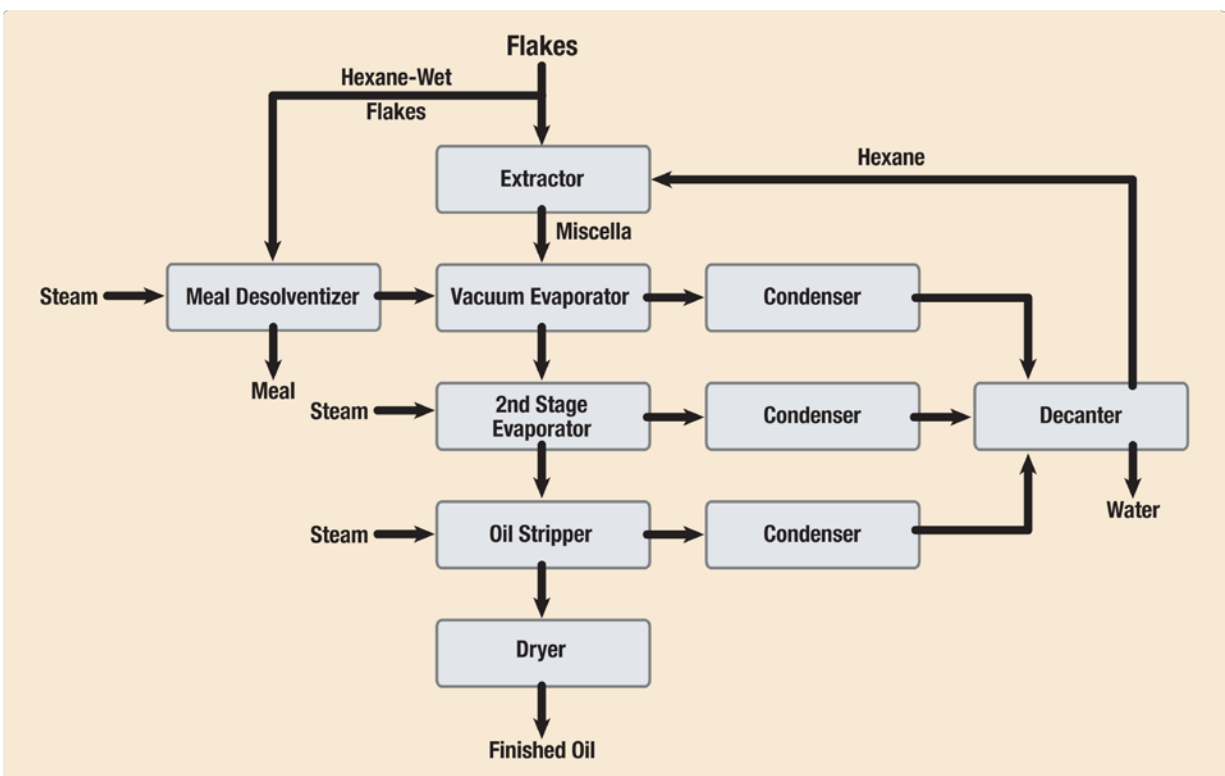 Flakes
Hexane-Wet
Flakes
Hexane
Extractor
Miscella
Steam
Meal Desolventizer
Vacuum Evaporator
Condenser
Meal
Steam
2nd Stage
Evaporator
Condenser
Decanter
Water
Steam
Oil Stripper
Condenser
Dryer
Finished Oil